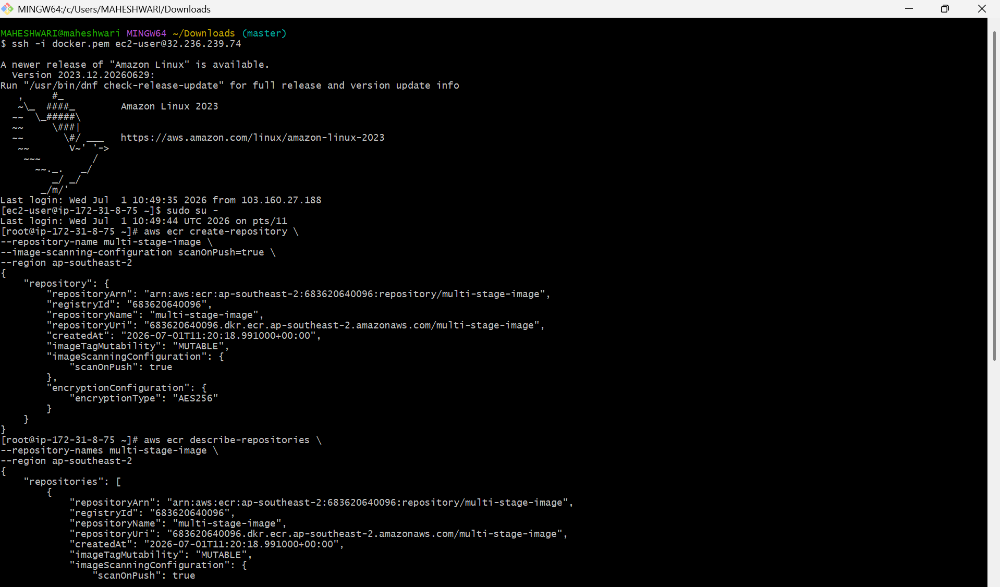 MINGW64:/c/Users/MAHESHWARI/Downloads
MAHESHWARI@maheshwari MINGW64 ~/Downloads (master)
$ ssh -i docker.pem ec2-user@32.236.239.74
A newer release of "Amazon Linux" is available.
  Version 2023.12.20260629:
Run "/usr/bin/dnf check-release-update" for full release and version update info
   ,     #_
   ~\_  ####_        Amazon Linux 2023
  ~~  \_#####\
  ~~     \###|
  ~~       \#/ ___   https://aws.amazon.com/linux/amazon-linux-2023
   ~~       V~' '->
    ~~~         /
      ~~._.   _/
         _/ _/
       _/m/'
Last login: Wed Jul  1 10:49:35 2026 from 103.160.27.188
[ec2-user@ip-172-31-8-75 ~]$ sudo su -
Last login: Wed Jul  1 10:49:44 UTC 2026 on pts/11
[root@ip-172-31-8-75 ~]# aws ecr create-repository \
--repository-name multi-stage-image \
--image-scanning-configuration scanOnPush=true \
--region ap-southeast-2
{
    "repository": {
        "repositoryArn": "arn:aws:ecr:ap-southeast-2:683620640096:repository/multi-stage-image",
        "registryId": "683620640096",
        "repositoryName": "multi-stage-image",
        "repositoryUri": "683620640096.dkr.ecr.ap-southeast-2.amazonaws.com/multi-stage-image",
        "createdAt": "2026-07-01T11:20:18.991000+00:00",
        "imageTagMutability": "MUTABLE",
        "imageScanningConfiguration": {
            "scanOnPush": true
        },
        "encryptionConfiguration": {
            "encryptionType": "AES256"
        }
    }
}
[root@ip-172-31-8-75 ~]# aws ecr describe-repositories \
--repository-names multi-stage-image \
--region ap-southeast-2
{
    "repositories": [
        {
            "repositoryArn": "arn:aws:ecr:ap-southeast-2:683620640096:repository/multi-stage-image",
            "registryId": "683620640096",
            "repositoryName": "multi-stage-image",
            "repositoryUri": "683620640096.dkr.ecr.ap-southeast-2.amazonaws.com/multi-stage-image",
            "createdAt": "2026-07-01T11:20:18.991000+00:00",
            "imageTagMutability": "MUTABLE",
            "imageScanningConfiguration": {
                "scanOnPush": true